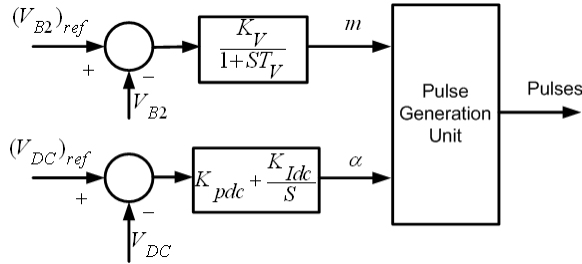 (V_B2)_ref
+
−
V_B2
K_V
1+ST_V
m
(V_DC)_ref
+
−
V_DC
K_pdc + K_Idc
S
α
Pulse
Generation
Unit
Pulses